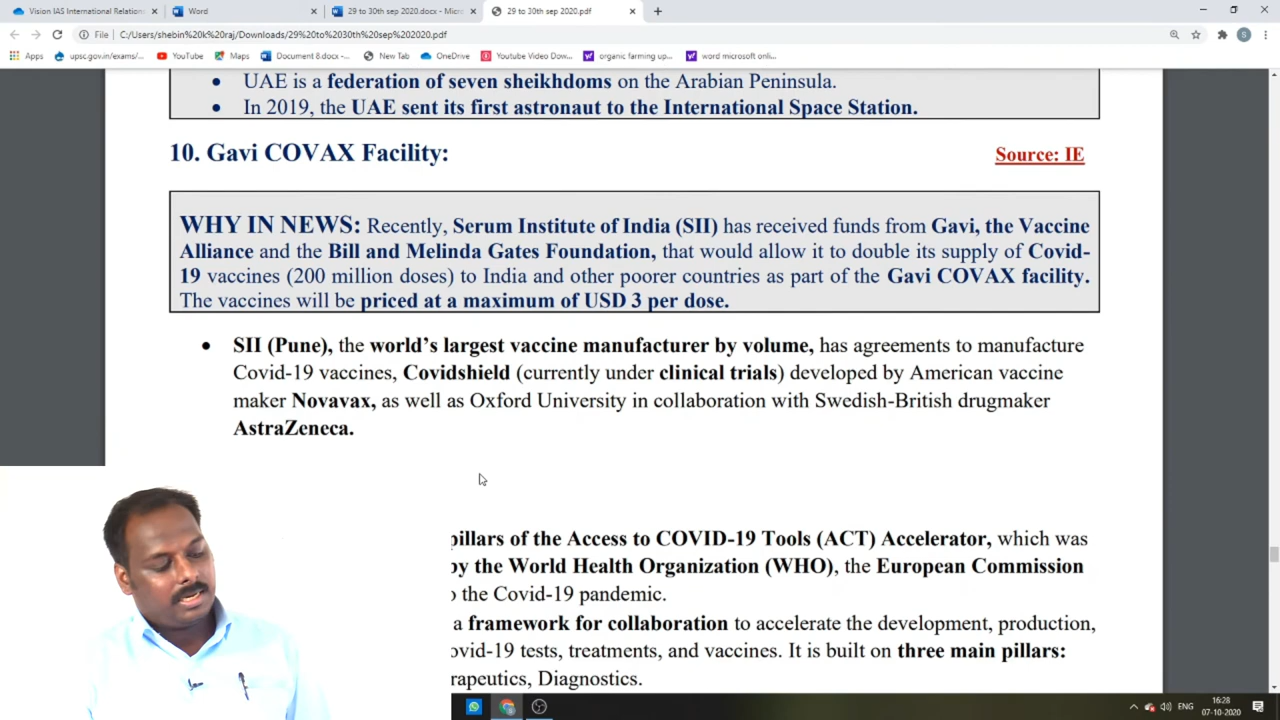 Vision IAS International Relation
Word
29 to 30th sep 2020.docx - Micros
29 to 30th sep 2020.pdf
File
C:/Users/shebin%20k%20raj/Downloads/29%20to%2030th%20sep%202020.pdf
Apps
upsc.gov.in/exams/...
YouTube
Maps
Document 8.docx -...
New Tab
OneDrive
Youtube Video Dow...
organic farming up...
word microsoft onli...
• UAE is a federation of seven sheikhdoms on the Arabian Peninsula.
• In 2019, the UAE sent its first astronaut to the International Space Station.
10. Gavi COVAX Facility:
Source: IE
WHY IN NEWS: Recently, Serum Institute of India (SII) has received funds from Gavi, the Vaccine
Alliance and the Bill and Melinda Gates Foundation, that would allow it to double its supply of Covid-
19 vaccines (200 million doses) to India and other poorer countries as part of the Gavi COVAX facility.
The vaccines will be priced at a maximum of USD 3 per dose.
• SII (Pune), the world's largest vaccine manufacturer by volume, has agreements to manufacture
Covid-19 vaccines, Covidshield (currently under clinical trials) developed by American vaccine
maker Novavax, as well as Oxford University in collaboration with Swedish-British drugmaker
AstraZeneca.
pillars of the Access to COVID-19 Tools (ACT) Accelerator, which was
by the World Health Organization (WHO), the European Commission
the Covid-19 pandemic.
a framework for collaboration to accelerate the development, production,
ovid-19 tests, treatments, and vaccines. It is built on three main pillars:
rapeutics, Diagnostics.
ENG
16:28
07-10-2020